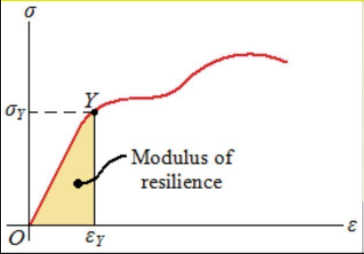 σ
Y
σY
Modulus of
resilience
O
εY
ε